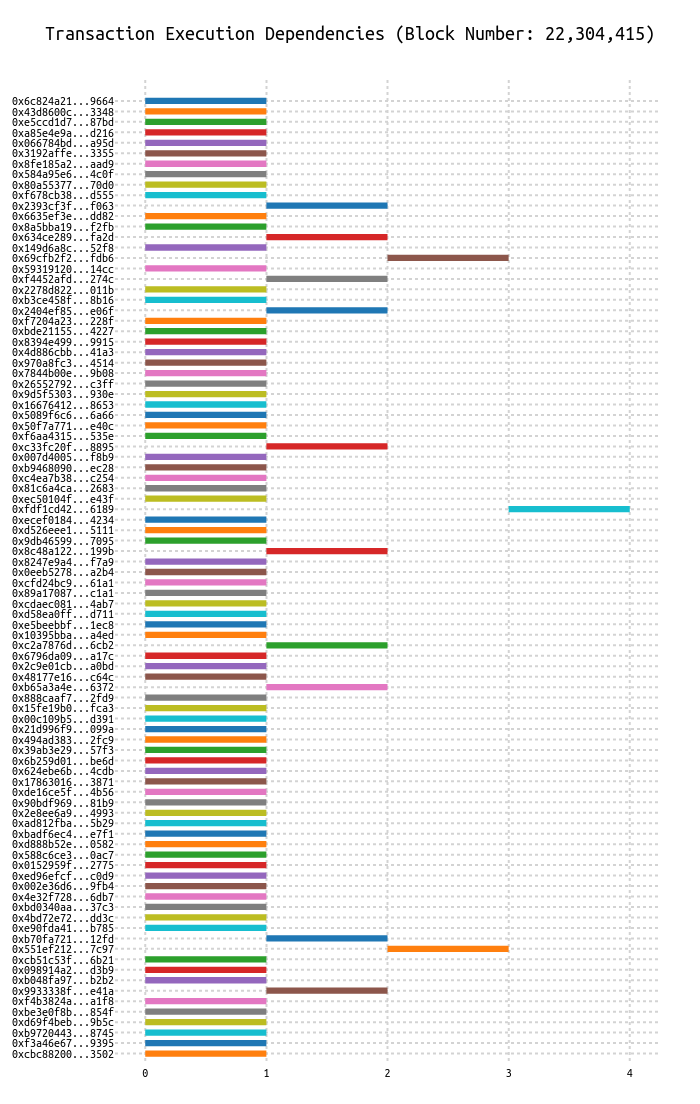 Transaction Execution Dependencies (Block Number: 22,304,415)
0x6c824a21...9664
0x43d8600c...3348
0xe5ccd1d7...87bd
0xa85e4e9a...d216
0x066784bd...a95d
0x3192affe...3355
0x8fe185a2...aad9
0x584a95e6...4c0f
0x80a55377...70d0
0xf678cb38...d555
0x2393cf3f...f063
0x6635ef3e...dd82
0x8a5bba19...f2fb
0x634ce289...fa2d
0x149d6a8c...52f8
0x69cfb2f2...fdb6
0x59319120...14cc
0xf4452afd...274c
0x2278d822...011b
0xb3ce458f...8b16
0x2404ef85...e06f
0xf7204a23...228f
0xbde21155...4227
0x8394e499...9915
0x4d886cbb...41a3
0x970a8fc3...4514
0x7844b00e...9b08
0x26552792...c3ff
0x9d5f5303...930e
0x16676412...8653
0x5089f6c6...6a66
0x50f7a771...e40c
0xf6aa4315...535e
0xc33fc20f...8895
0x007d4005...f8b9
0xb9468090...ec28
0xc4ea7b38...c254
0x81c6a4ca...2683
0xec50104f...e43f
0xfdf1cd42...6189
0xecef0184...4234
0xd526eee1...5111
0x9db46599...7095
0x8c48a122...199b
0x8247e9a4...f7a9
0x0eeb5278...a2b4
0xcfd24bc9...61a1
0x89a17087...c1a1
0xcdaec081...4ab7
0xd58ea0ff...d711
0xe5beebbf...1ec8
0x10395bba...a4ed
0xc2a7876d...6cb2
0x6796da09...a17c
0x2c9e01cb...a0bd
0x48177e16...c64c
0xb65a3a4e...6372
0x888caaf7...2fd9
0x15fe19b0...fca3
0x00c109b5...d391
0x21d996f9...099a
0x494ad383...2fc9
0x39ab3e29...57f3
0x6b259d01...be6d
0x624ebe6b...4cdb
0x17863016...3871
0xde16ce5f...4b56
0x90bdf969...81b9
0x2e8ee6a9...4993
0xad812fba...5b29
0xbadf6ec4...e7f1
0xd888b52e...0582
0x588c6ce3...0ac7
0x0152959f...2775
0xed96efcf...c0d9
0x002e36d6...9fb4
0x4e32f728...6db7
0xbd0340aa...37c3
0x4bd72e72...dd3c
0xe90fda41...b785
0xb70fa721...12fd
0x551ef212...7c97
0xcb51c53f...6b21
0x098914a2...d3b9
0xb048fa97...b2b2
0x9933338f...e41a
0xf4b3824a...a1f8
0xbe3e0f8b...854f
0xd69f4beb...9b5c
0xb9720443...8745
0xf3a46e67...9395
0xcbc88200...3502
0 1 2 3 4